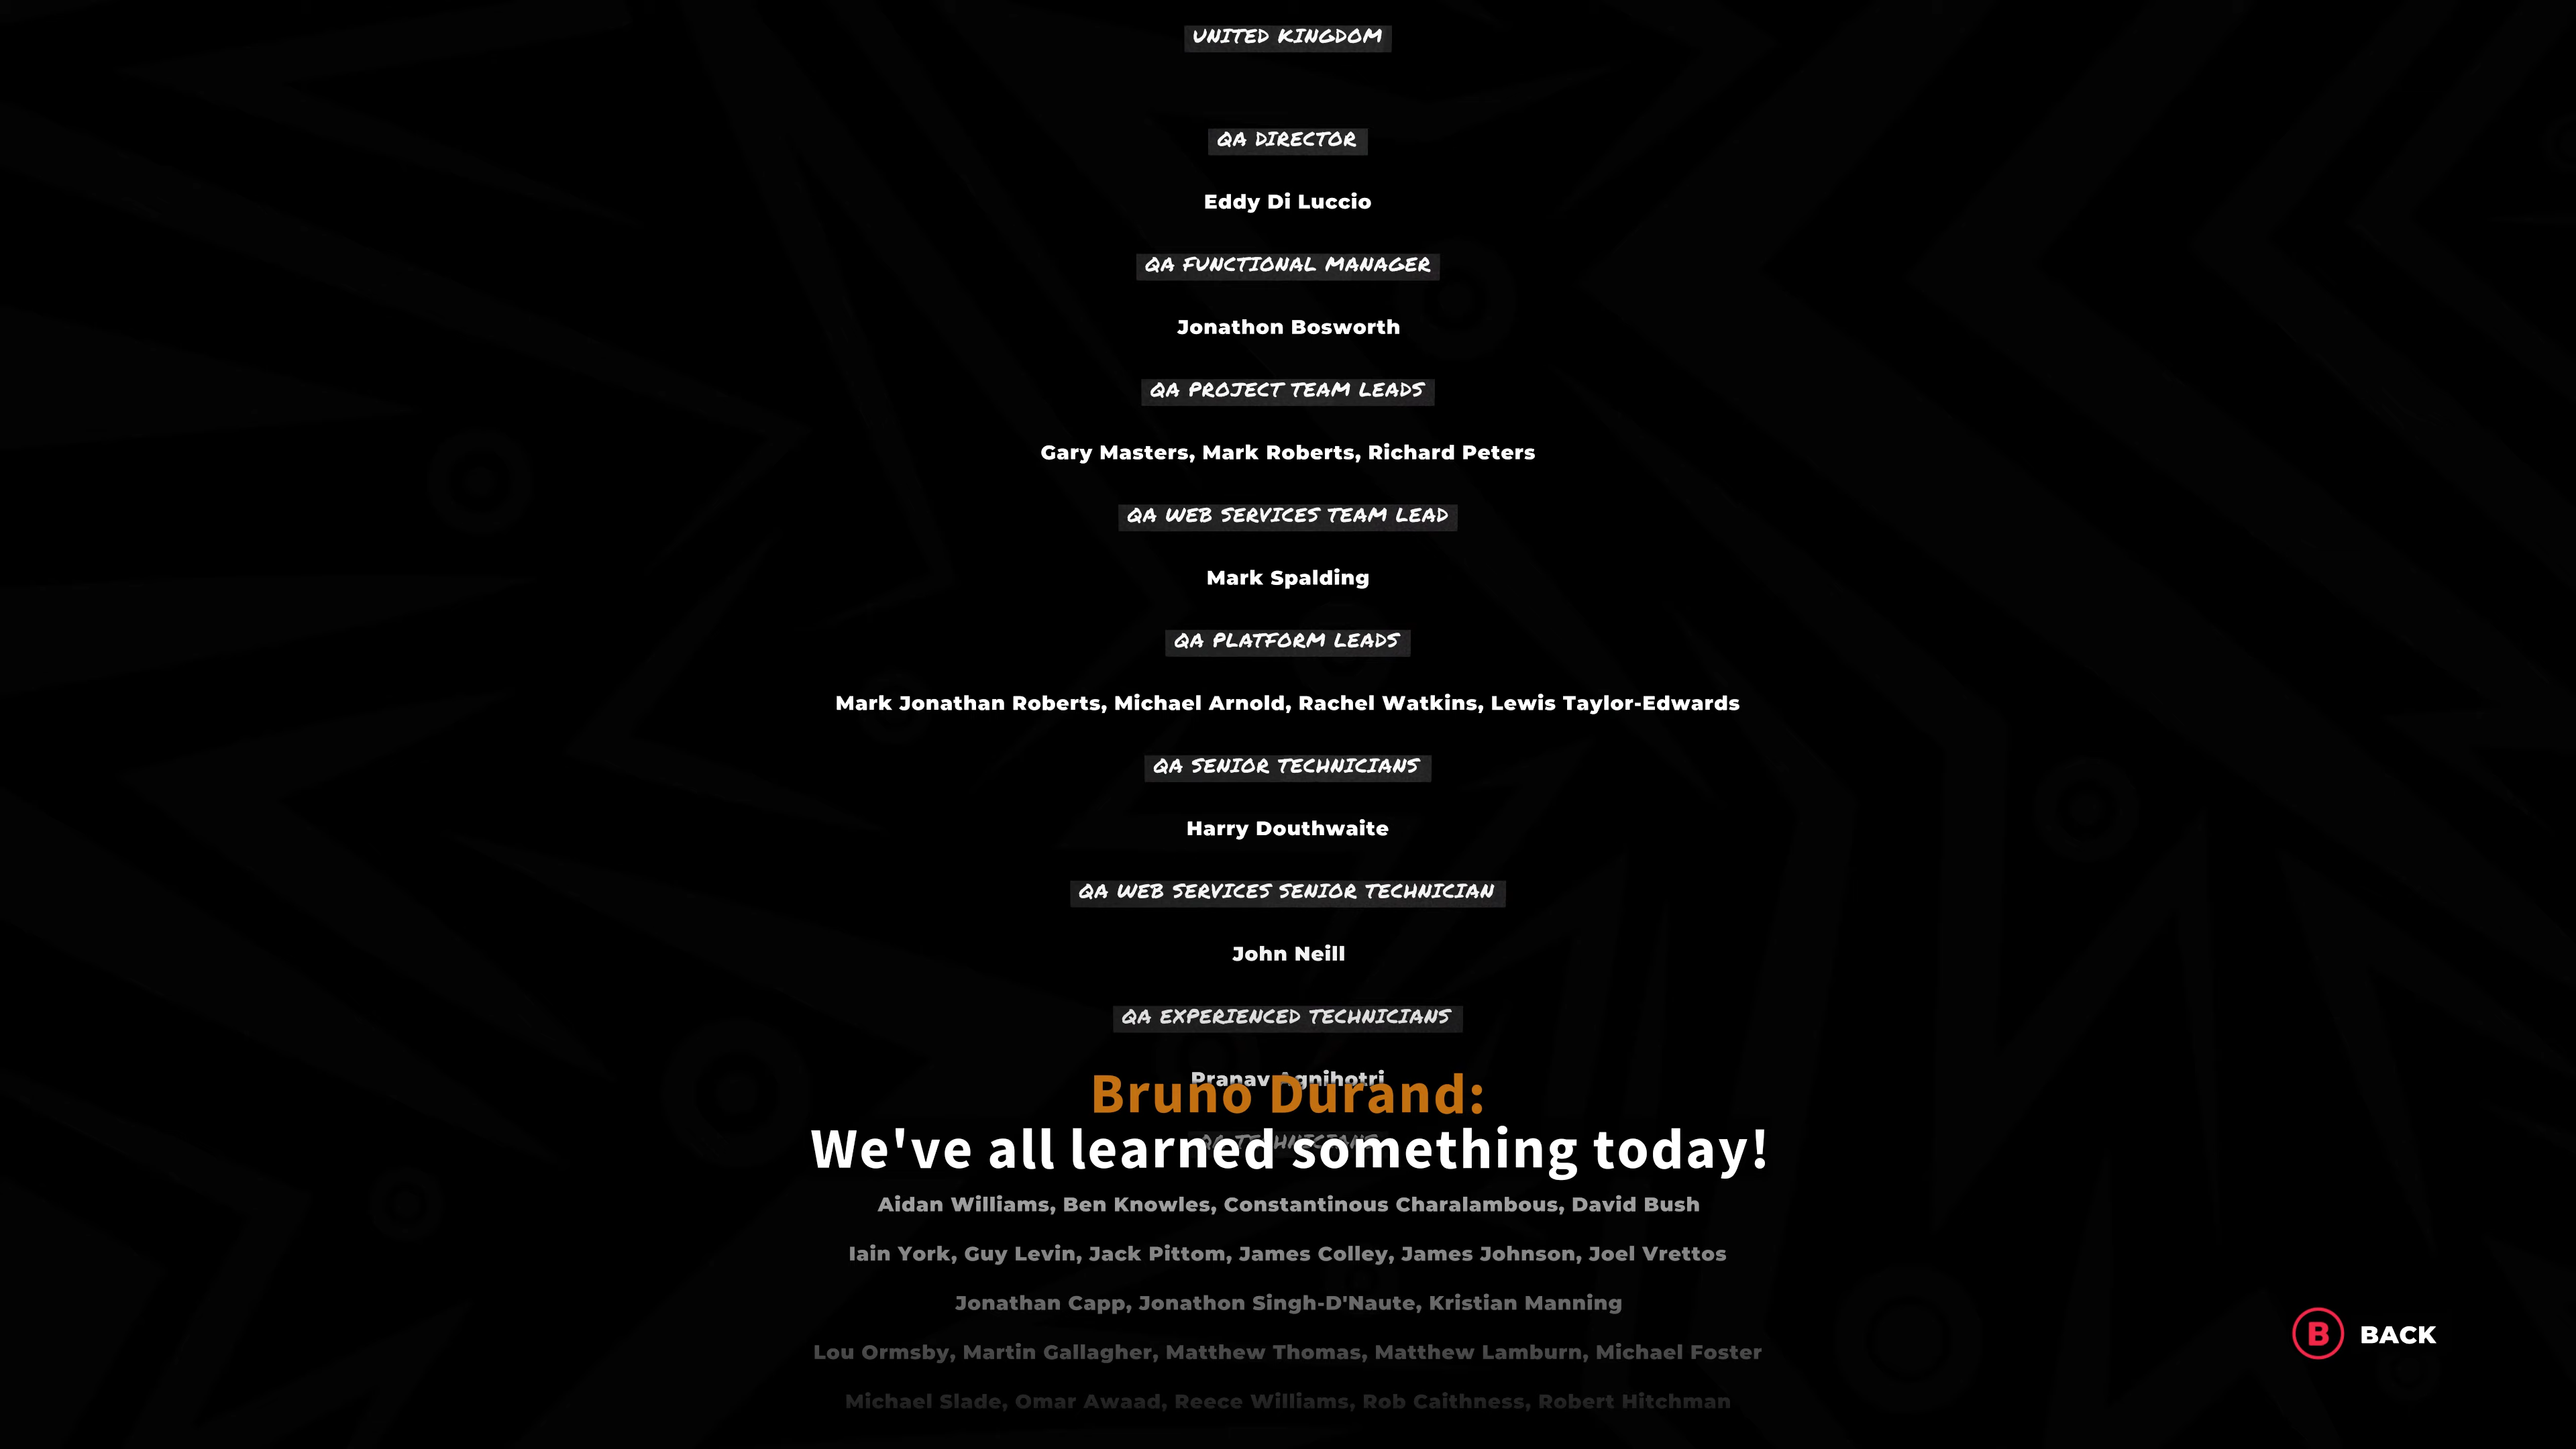 UNITED KINGDOM
QA DIRECTOR
Eddy Di Luccio
QA FUNCTIONAL MANAGER
Jonathon Bosworth
QA PROJECT TEAM LEADS
Gary Masters, Mark Roberts, Richard Peters
QA WEB SERVICES TEAM LEAD
Mark Spalding
QA PLATFORM LEADS
Mark Jonathan Roberts, Michael Arnold, Rachel Watkins, Lewis Taylor-Edwards
QA SENIOR TECHNICIANS
Harry Douthwaite
QA WEB SERVICES SENIOR TECHNICIAN
John Neill
QA EXPERIENCED TECHNICIANS
Pranav Agnihotri
Bruno Durand:
QA TECHNICIANS
We've all learned something today!
Aidan Williams, Ben Knowles, Constantinous Charalambous, David Bush
Iain York, Guy Levin, Jack Pittom, James Colley, James Johnson, Joel Vrettos
Jonathan Capp, Jonathon Singh-D'Naute, Kristian Manning
Lou Ormsby, Martin Gallagher, Matthew Thomas, Matthew Lamburn, Michael Foster
B BACK
Michael Slade, Omar Awaad, Reece Williams, Rob Caithness, Robert Hitchman